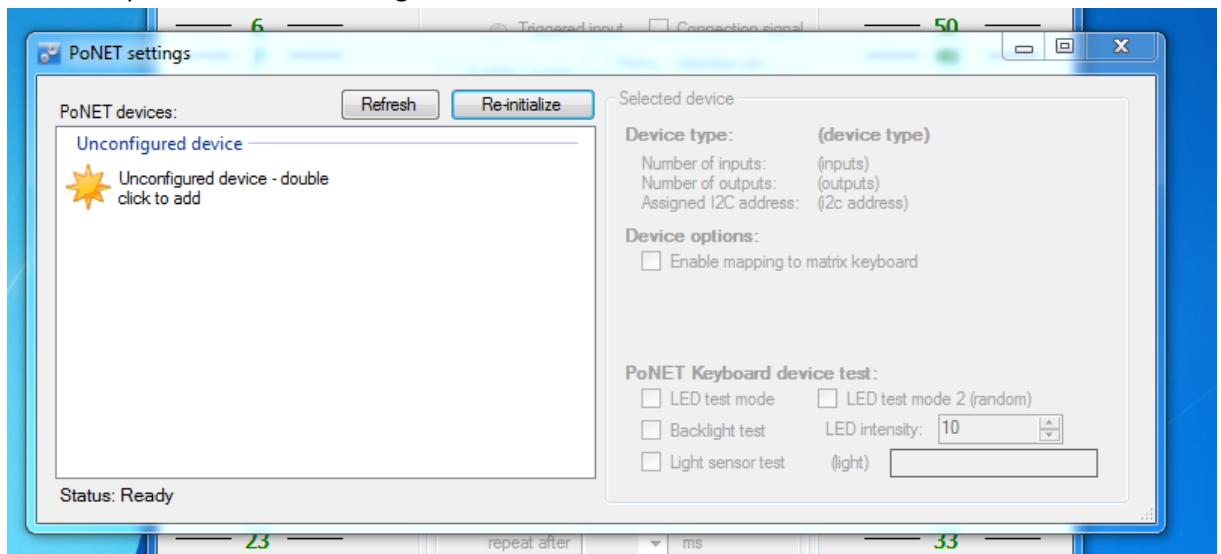 6
Triggered input
Connection signal
50
PoNET settings
PoNET devices:
Refresh
Re-initialize
Unconfigured device
Unconfigured device - double
click to add
Status: Ready
Selected device
Device type: (device type)
Number of inputs: (inputs)
Number of outputs: (outputs)
Assigned I2C address: (i2c address)
Device options:
Enable mapping to matrix keyboard
PoNET Keyboard device test:
LED test mode
LED test mode 2 (random)
Backlight test
LED intensity: 10
Light sensor test
(light)
23
repeat after
ms
33